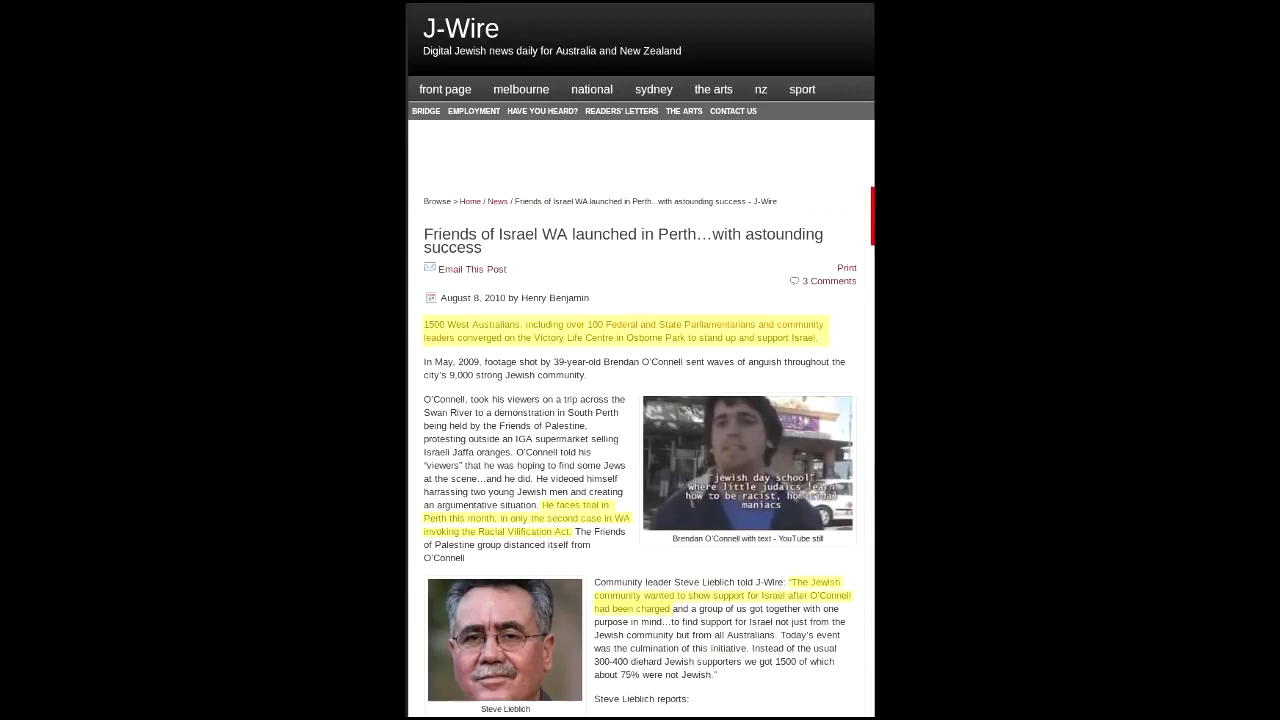 J-Wire
Digital Jewish news daily for Australia and New Zealand
front page melbourne national sydney the arts nz sport
BRIDGE EMPLOYMENT HAVE YOU HEARD? READERS' LETTERS THE ARTS CONTACT US
Browse > Home / News / Friends of Israel WA launched in Perth...with astounding success - J-Wire
Friends of Israel WA launched in Perth…with astounding
success
Email This Post
Print
3 Comments
August 8, 2010 by Henry Benjamin
1500 West Australians, including over 100 Federal and State Parliamentarians and community
leaders converged on the Victory Life Centre in Osborne Park to stand up and support Israel.
In May, 2009, footage shot by 39-year-old Brendan O'Connell sent waves of anguish throughout the
city's 9,000 strong Jewish community.
O'Connell, took his viewers on a trip across the
Swan River to a demonstration in South Perth
being held by the Friends of Palestine,
protesting outside an IGA supermarket selling
Israeli Jaffa oranges. O'Connell told his
“viewers” that he was hoping to find some Jews
at the scene…and he did. He videoed himself
harrassing two young Jewish men and creating
an argumentative situation. He faces trial in
Perth this month, in only the second case in WA
invoking the Racial Vilification Act. The Friends
of Palestine group distanced itself from
O'Connell
jewish day school"
where little judaics learn
how to be racist, homicidal
maniacs
Brendan O'Connell with text - YouTube still
Steve Lieblich
Community leader Steve Lieblich told J-Wire: “The Jewish
community wanted to show support for Israel after O'Connell
had been charged and a group of us got together with one
purpose in mind…to find support for Israel not just from the
Jewish community but from all Australians. Today's event
was the culmination of this initiative. Instead of the usual
300-400 diehard Jewish supporters we got 1500 of which
about 75% were not Jewish.”
Steve Lieblich reports: